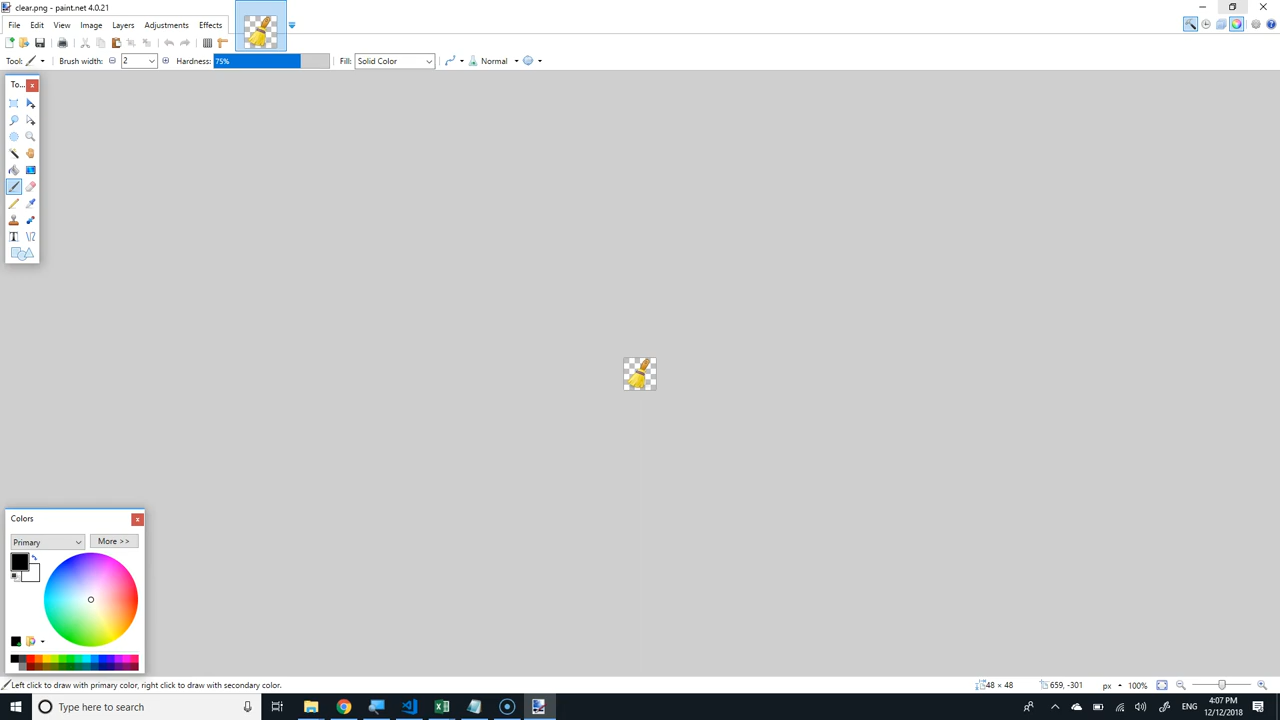 clear.png - paint.net 4.0.21
File Edit View Image Layers Adjustments Effects
Tool: Brush width: 2 Hardness: 75% Fill: Solid Color Normal
To...
Colors
Primary More >>
Left click to draw with primary color, right click to draw with secondary color. 48 × 48 659, -301 px 100%
Type here to search ENG 4:07 PM
12/12/2018